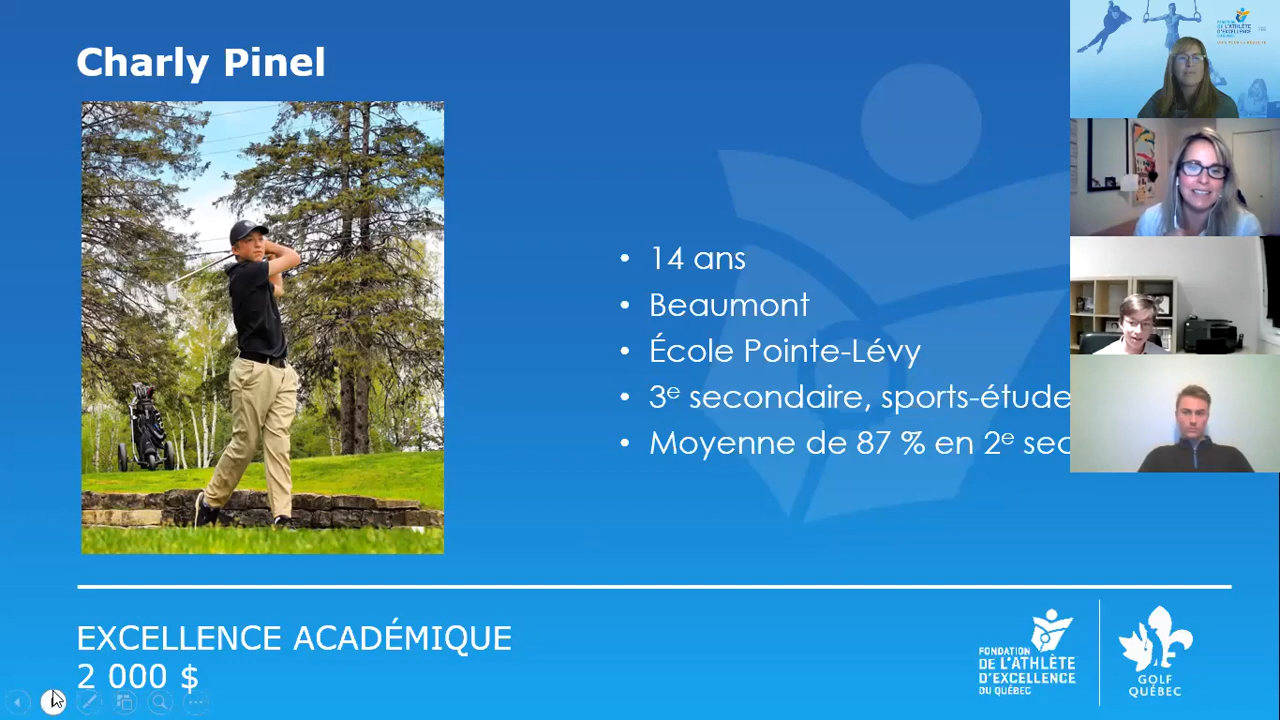 Charly Pinel
• 14 ans
• Beaumont
• École Pointe-Lévy
• 3e secondaire, sports-étude
• Moyenne de 87 % en 2e sec
EXCELLENCE ACADÉMIQUE
2 000 $
FONDATION
DE L'ATHLÈTE
D'EXCELLENCE
DU QUÉBEC
GOLF
QUÉBEC